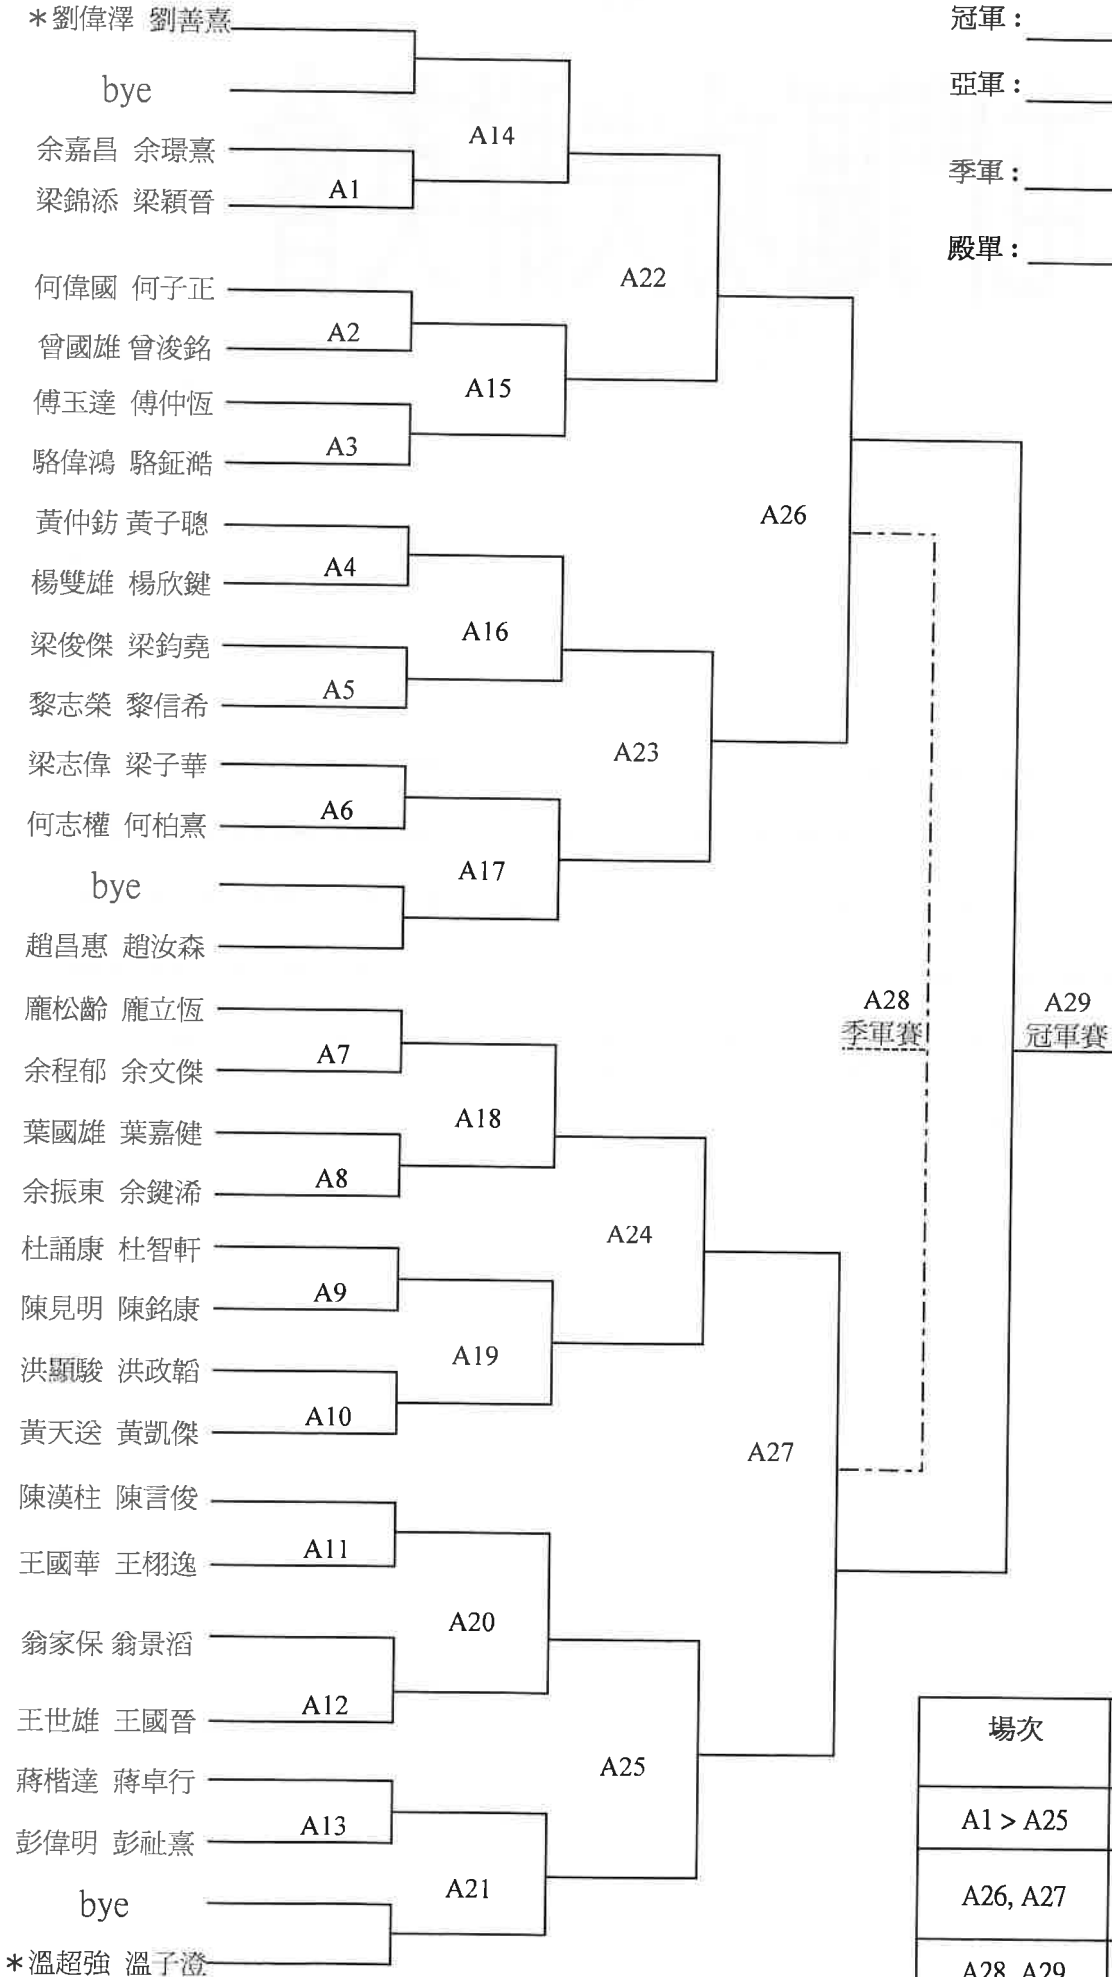 *劉偉澤 劉善熹
冠軍：
亞軍：
bye
A14
余嘉昌 余璟熹
A1
梁錦添 梁穎晉
季軍：
殿單：
A22
何偉國 何子正
A2
曾國雄 曾浚銘
A15
傅玉達 傅仲恆
A3
駱偉鴻 駱鉦澔
A26
黃仲鈁 黃子聰
A4
楊雙雄 楊欣鍵
A16
梁俊傑 梁鈞堯
A5
黎志榮 黎信希
A23
梁志偉 梁子華
A6
何志權 何柏熹
A17
bye
趙昌惠 趙汝森
A28
季軍賽
A29
冠軍賽
龐松齡 龐立恆
A7
余程郁 余文傑
A18
葉國雄 葉嘉健
A8
余振東 余鍵浠
A24
杜誦康 杜智軒
A9
陳見明 陳銘康
A19
洪顯駿 洪政韜
A10
黃天送 黃凱傑
A27
陳漢柱 陳言俊
A11
王國華 王栩逸
A20
翁家保 翁景滔
A12
王世雄 王國晉
A25
蔣楷達 蔣卓行
A13
彭偉明 彭祉熹
A21
bye
*溫超強 溫子澄
場次
A1 > A25
A26, A27
A28, A29